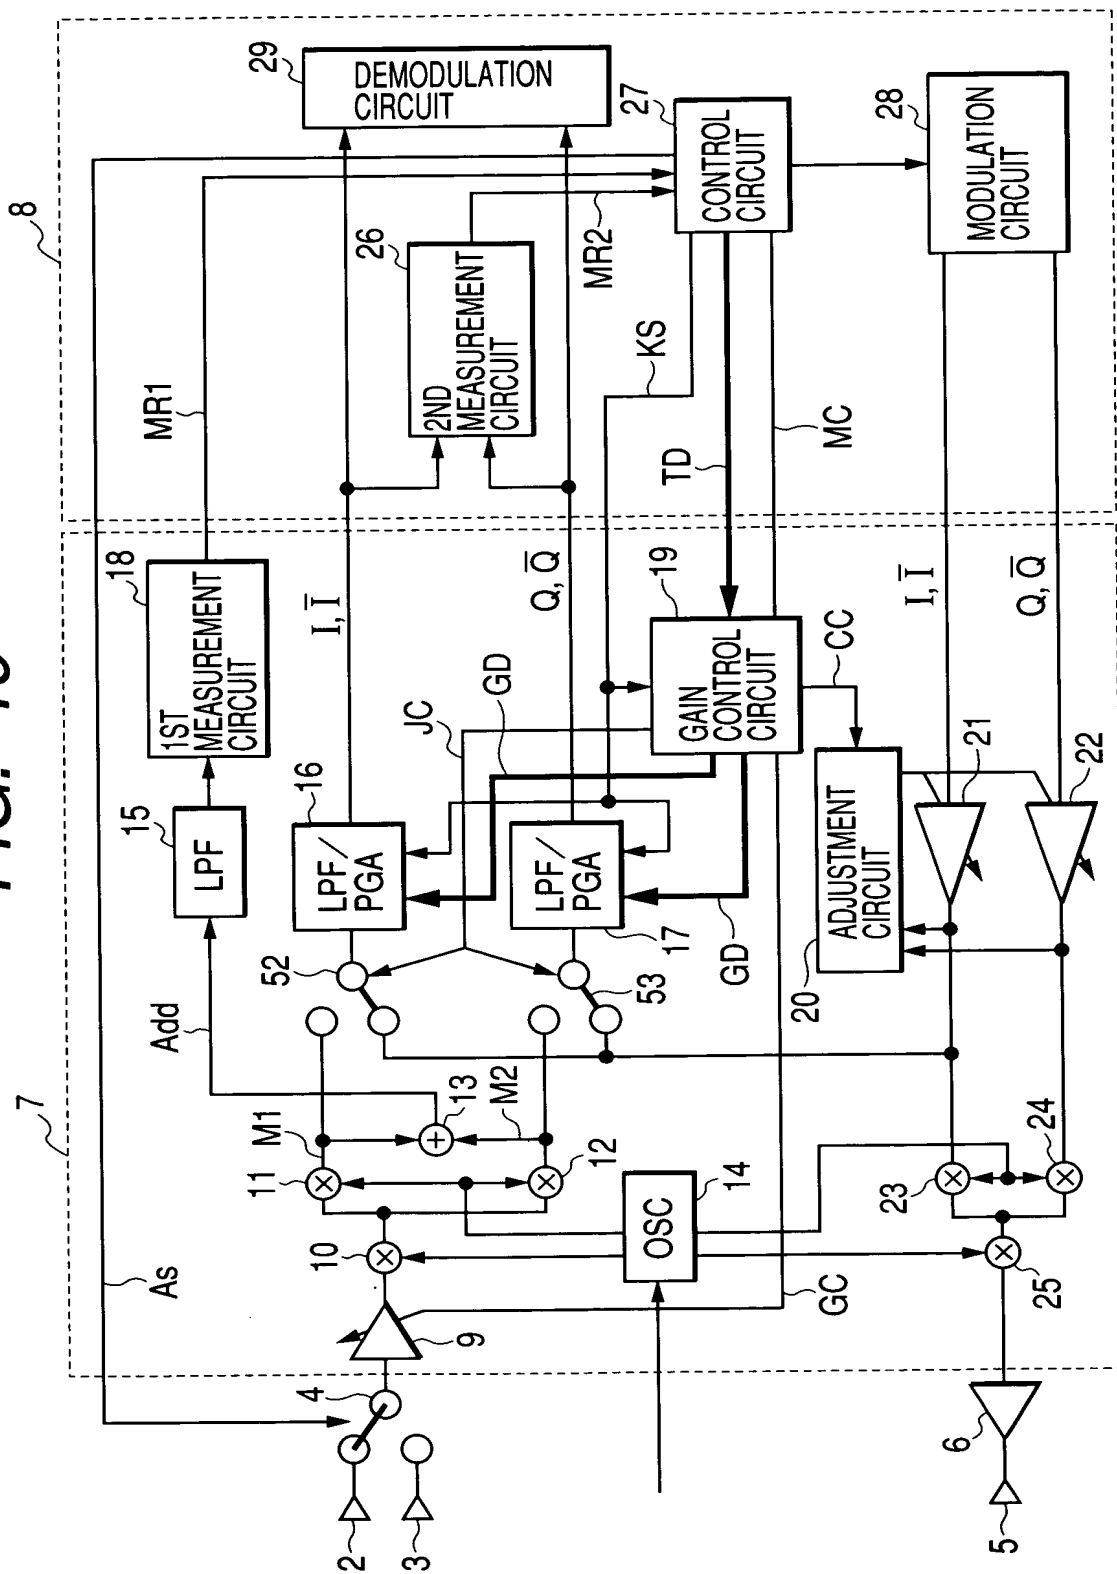 FIG.
7
8
As
Add
15
LPF
18
1ST
MEASUREMENT
CIRCUIT
MR1
29
DEMODULATION
CIRCUIT
2
3
4
9
10
11
12
M1
M2
13
52
53
16
LPF/
PGA
17
LPF/
PGA
JC
GD
GD
I, I̅
Q, Q̅
26
2ND
MEASUREMENT
CIRCUIT
MR2
KS
TD
MC
27
CONTROL
CIRCUIT
14
OSC
GC
19
GAIN
CONTROL
CIRCUIT
CC
20
ADJUSTMENT
CIRCUIT
21
22
I, I̅
Q, Q̅
28
MODULATION
CIRCUIT
23
24
25
6
5